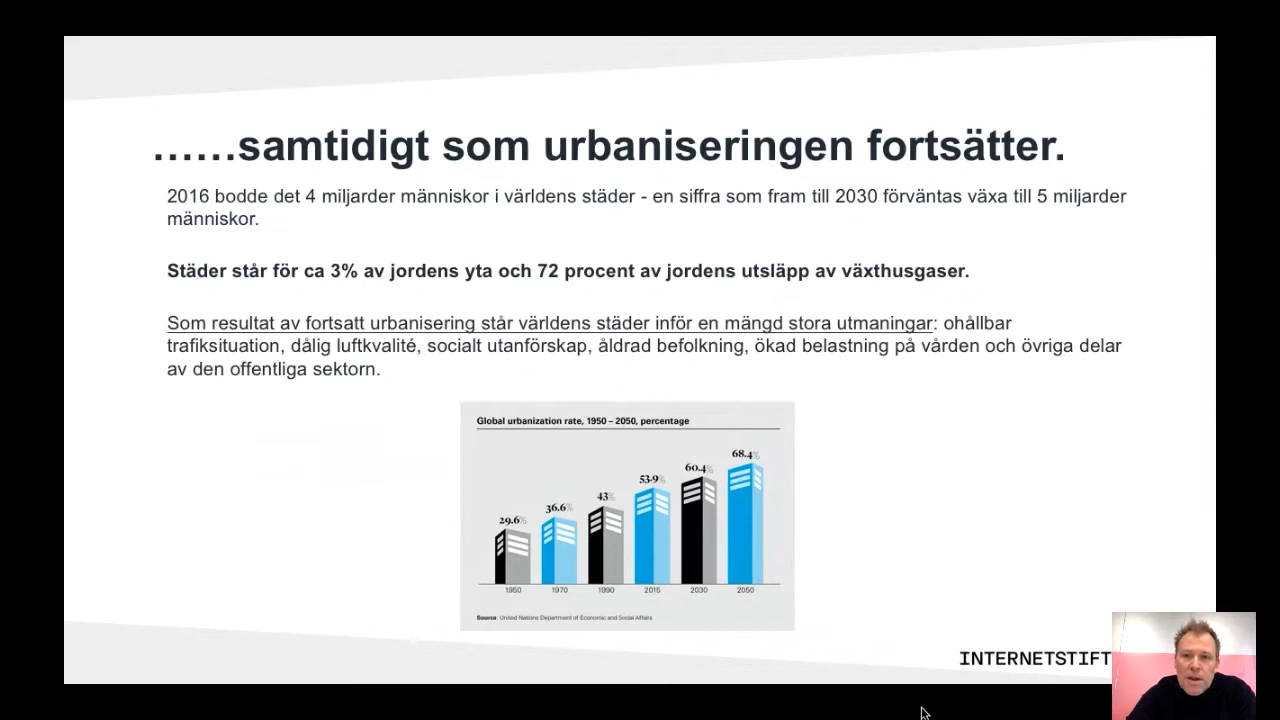 ......samtidigt som urbaniseringen fortsätter.
2016 bodde det 4 miljarder människor i världens städer - en siffra som fram till 2030 förväntas växa till 5 miljarder
människor.
Städer står för ca 3% av jordens yta och 72 procent av jordens utsläpp av växthusgaser.
Som resultat av fortsatt urbanisering står världens städer inför en mängd stora utmaningar: ohållbar
trafiksituation, dålig luftkvalité, socialt utanförskap, åldrad befolkning, ökad belastning på vården och övriga delar
av den offentliga sektorn.
Global urbanization rate, 1950 – 2050, percentage
29.6% 36.6% 43% 53.9% 60.4% 68.4%
1950 1970 1990 2015 2030 2050
Source: United Nations Department of Economic and Social Affairs
INTERNETSTIFT